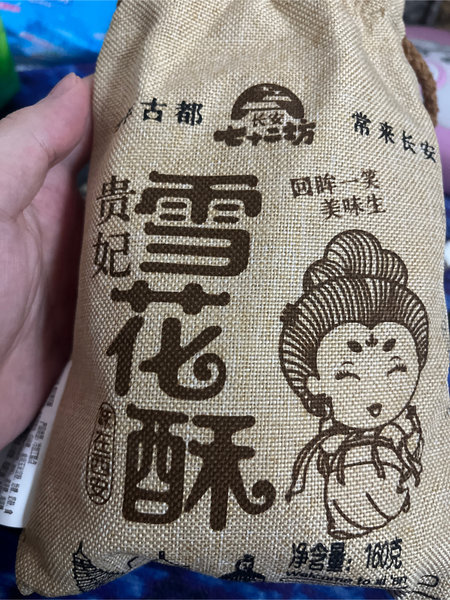 古都
长安
七十二坊
常来长安
回眸一笑
美味生
贵妃
雪花酥
净含量：160克